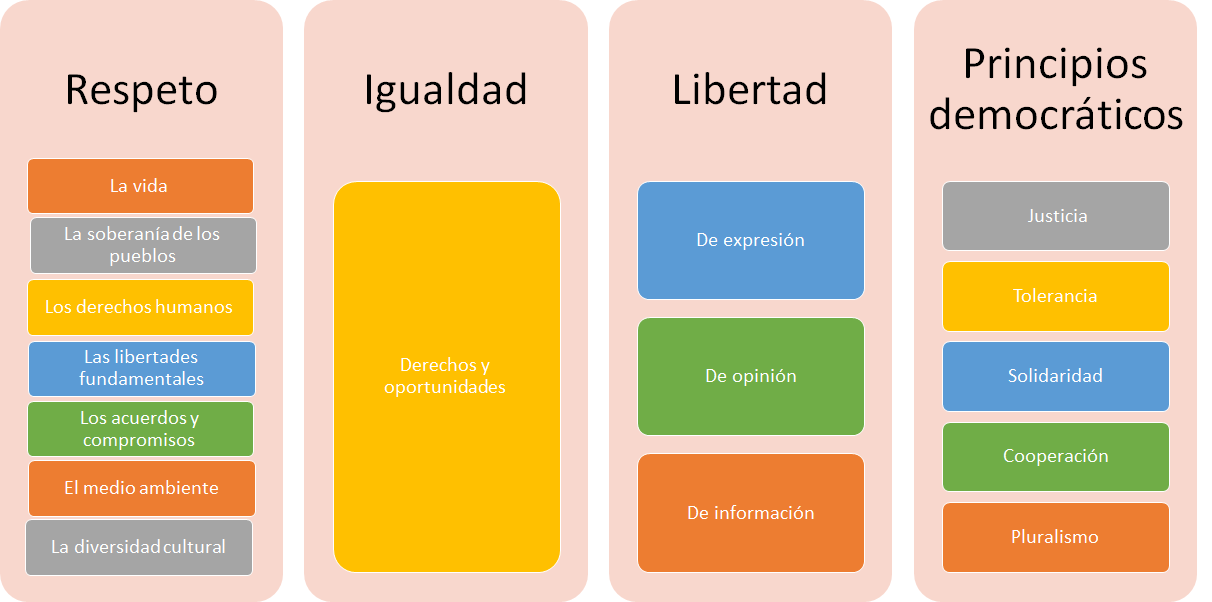 Respeto
La vida
La soberanía de los
pueblos
Los derechos humanos
Las libertades
fundamentales
Los acuerdos y
compromisos
El medio ambiente
La diversidad cultural
Igualdad
Derechos y
oportunidades
Libertad
De expresión
De opinión
De información
Principios
democráticos
Justicia
Tolerancia
Solidaridad
Cooperación
Pluralismo